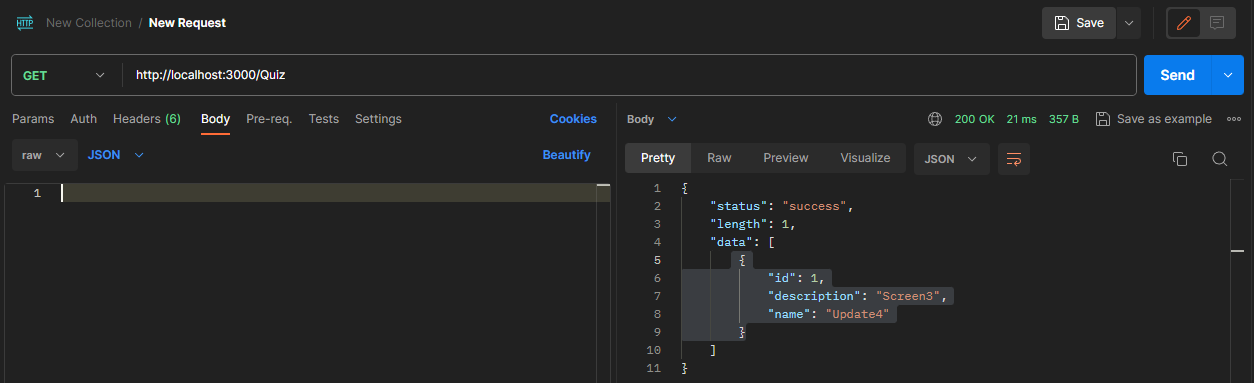 HTTP New Collection / New Request Save
GET http://localhost:3000/Quiz Send
Params Auth Headers (6) Body Pre-req. Tests Settings Cookies
raw JSON Beautify
1
Body 200 OK 21 ms 357 B Save as example
Pretty Raw Preview Visualize JSON
1 {
2 "status": "success",
3 "length": 1,
4 "data": [
5 {
6 "id": 1,
7 "description": "Screen3",
8 "name": "Update4"
9 }
10 ]
11 }